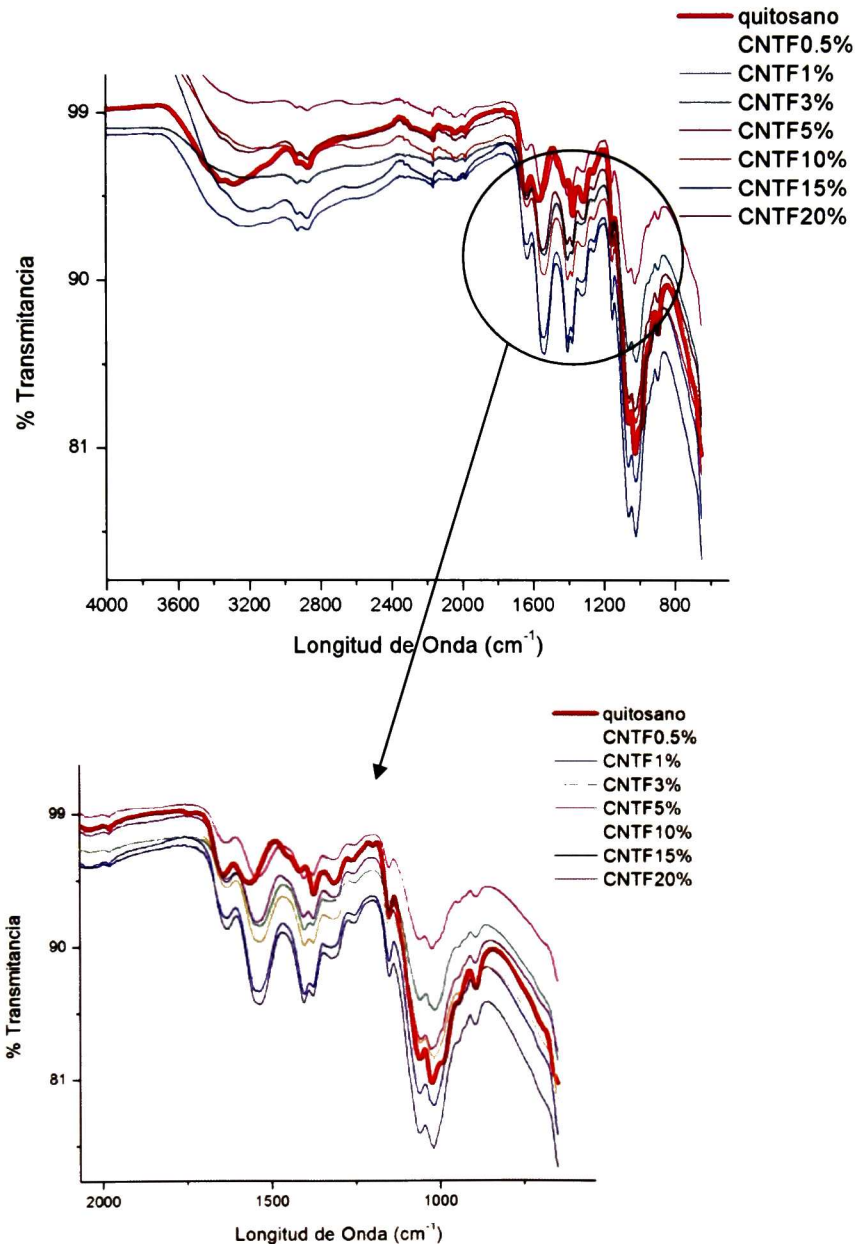 quitosano
CNTF0.5%
CNTF1%
CNTF3%
CNTF5%
CNTF10%
CNTF15%
CNTF20%
99
90
81
% Transmitancia
4000 3600 3200 2800 2400 2000 1600 1200 800
Longitud de Onda (cm⁻¹)
quitosano
CNTF0.5%
CNTF1%
CNTF3%
CNTF5%
CNTF10%
CNTF15%
CNTF20%
99
90
81
% Transmitancia
2000 1500 1000
Longitud de Onda (cm⁻¹)